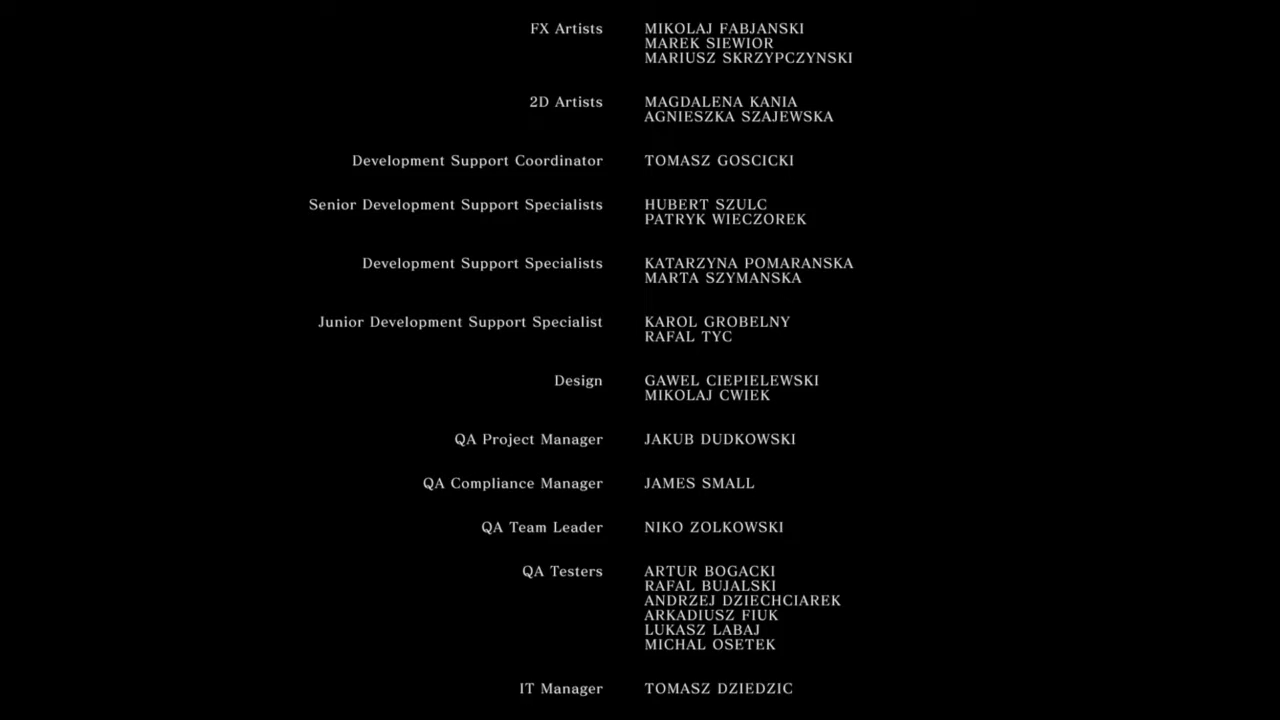 FX Artists MIKOLAJ FABJANSKI
MAREK SIEWIOR
MARIUSZ SKRZYPCZYNSKI
2D Artists MAGDALENA KANIA
AGNIESZKA SZAJEWSKA
Development Support Coordinator TOMASZ GOSCICKI
Senior Development Support Specialists HUBERT SZULC
PATRYK WIECZOREK
Development Support Specialists KATARZYNA POMARANSKA
MARTA SZYMANSKA
Junior Development Support Specialist KAROL GROBELNY
RAFAL TYC
Design GAWEL CIEPIELEWSKI
MIKOLAJ CWIEK
QA Project Manager JAKUB DUDKOWSKI
QA Compliance Manager JAMES SMALL
QA Team Leader NIKO ZOLKOWSKI
QA Testers ARTUR BOGACKI
RAFAL BUJALSKI
ANDRZEJ DZIECHCIAREK
ARKADIUSZ FIUK
LUKASZ LABAJ
MICHAL OSETEK
IT Manager TOMASZ DZIEDZIC